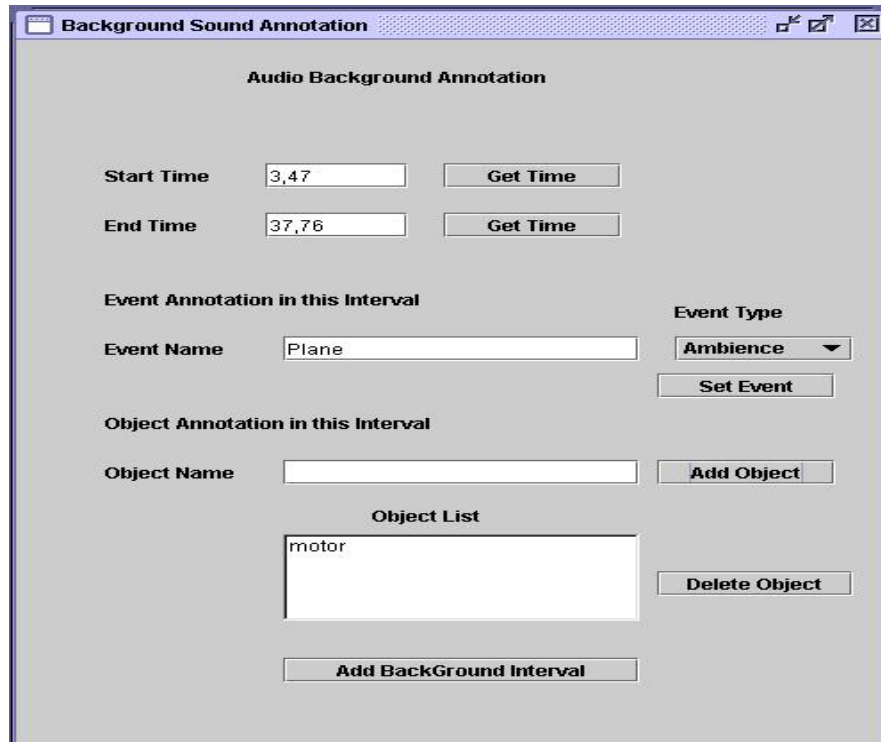 Background Sound Annotation
Audio Background Annotation
Start Time 3,47 Get Time
End Time 37,76 Get Time
Event Annotation in this Interval
Event Type
Event Name Plane Ambience
Set Event
Object Annotation in this Interval
Object Name Add Object
Object List
motor
Delete Object
Add BackGround Interval